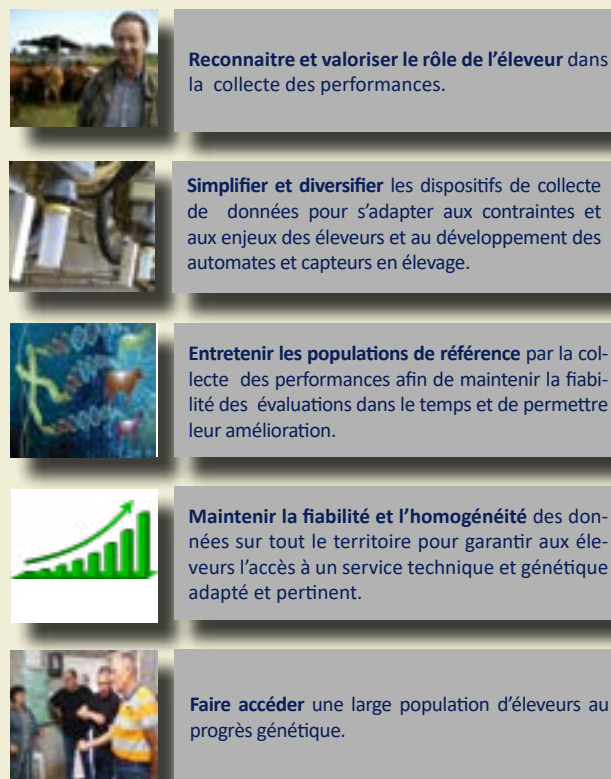 Reconnaitre et valoriser le rôle de l’éleveur dans
la collecte des performances.
Simplifier et diversifier les dispositifs de collecte
de données pour s’adapter aux contraintes et
aux enjeux des éleveurs et au développement des
automates et capteurs en élevage.
Entretenir les populations de référence par la col-
lecte des performances afin de maintenir la fiabi-
lité des évaluations dans le temps et de permettre
leur amélioration.
Maintenir la fiabilité et l’homogénéité des don-
nées sur tout le territoire pour garantir aux éle-
veurs l’accès à un service technique et génétique
adapté et pertinent.
Faire accéder une large population d’éleveurs au
progrès génétique.